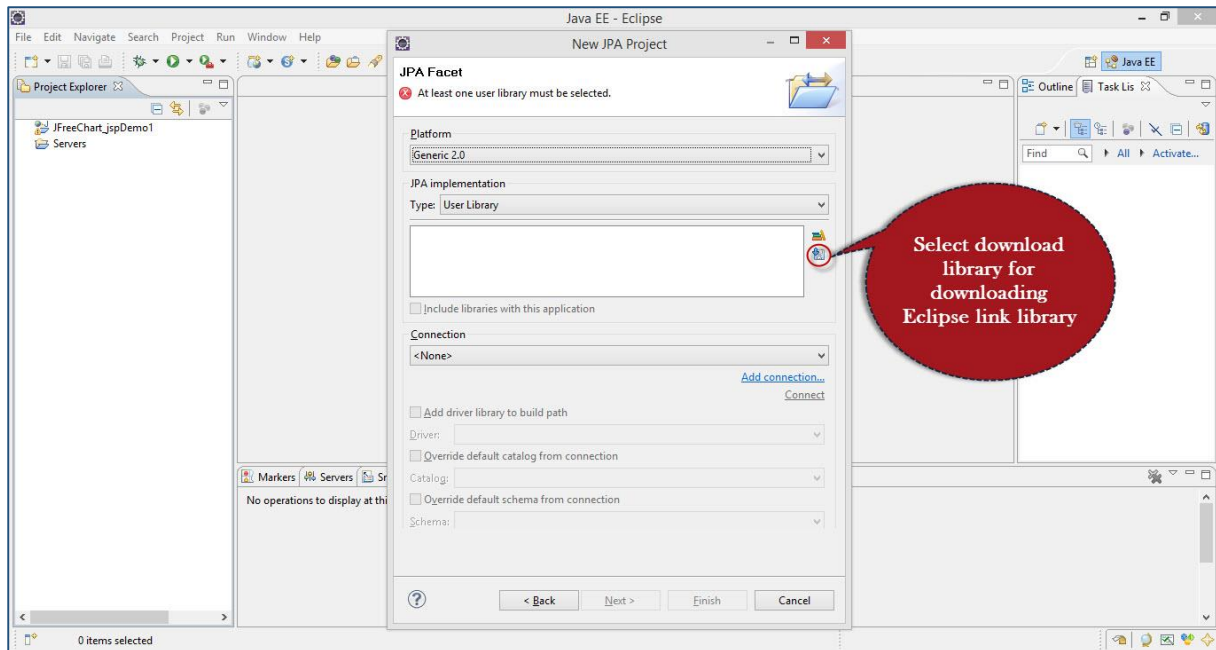 Java EE - Eclipse
File Edit Navigate Search Project Run Window Help
Java EE
Project Explorer
JFreeChart_jspDemo1
Servers
New JPA Project
JPA Facet
At least one user library must be selected.
Platform
Generic 2.0
JPA implementation
Type: User Library
Include libraries with this application
Connection
<None>
Add connection...
Connect
Add driver library to build path
Driver:
Override default catalog from connection
Catalog:
Override default schema from connection
Schema:
? < Back Next > Finish Cancel
Outline Task Lis
Find All Activate...
Select download
library for
downloading
Eclipse link library
Markers Servers Sr
No operations to display at thi
0 items selected